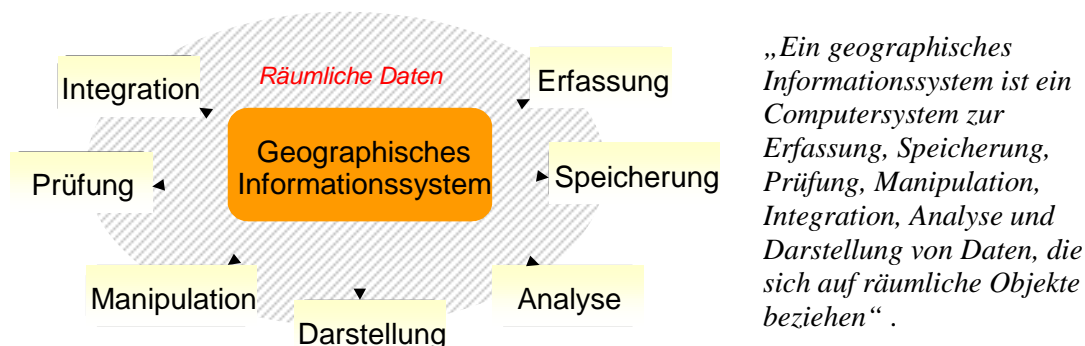 Räumliche Daten
Integration
Erfassung
Geographisches
Informationssystem
Prüfung
Speicherung
Manipulation
Analyse
Darstellung
„Ein geographisches
Informationssystem ist ein
Computersystem zur
Erfassung, Speicherung,
Prüfung, Manipulation,
Integration, Analyse und
Darstellung von Daten, die
sich auf räumliche Objekte
beziehen“ .